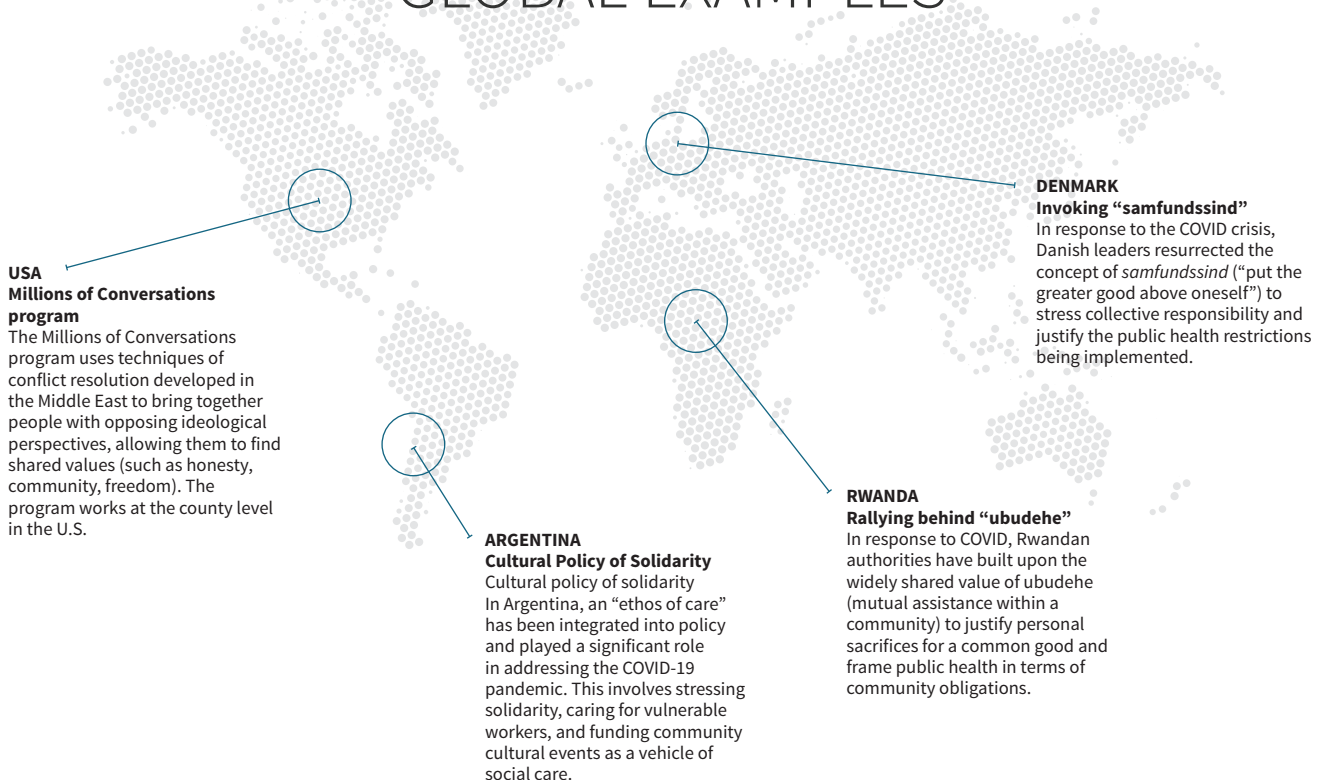 GLOBAL EXAMPLES
USA
Millions of Conversations
program
The Millions of Conversations
program uses techniques of
conflict resolution developed in
the Middle East to bring together
people with opposing ideological
perspectives, allowing them to find
shared values (such as honesty,
community, freedom). The
program works at the county level
in the U.S.
ARGENTINA
Cultural Policy of Solidarity
Cultural policy of solidarity
In Argentina, an “ethos of care”
has been integrated into policy
and played a significant role
in addressing the COVID-19
pandemic. This involves stressing
solidarity, caring for vulnerable
workers, and funding community
cultural events as a vehicle of
social care.
RWANDA
Rallying behind “ubudehe”
In response to COVID, Rwandan
authorities have built upon the
widely shared value of ubudehe
(mutual assistance within a
community) to justify personal
sacrifices for a common good and
frame public health in terms of
community obligations.
DENMARK
Invoking “samfundssind”
In response to the COVID crisis,
Danish leaders resurrected the
concept of samfundssind (“put the
greater good above oneself”) to
stress collective responsibility and
justify the public health restrictions
being implemented.